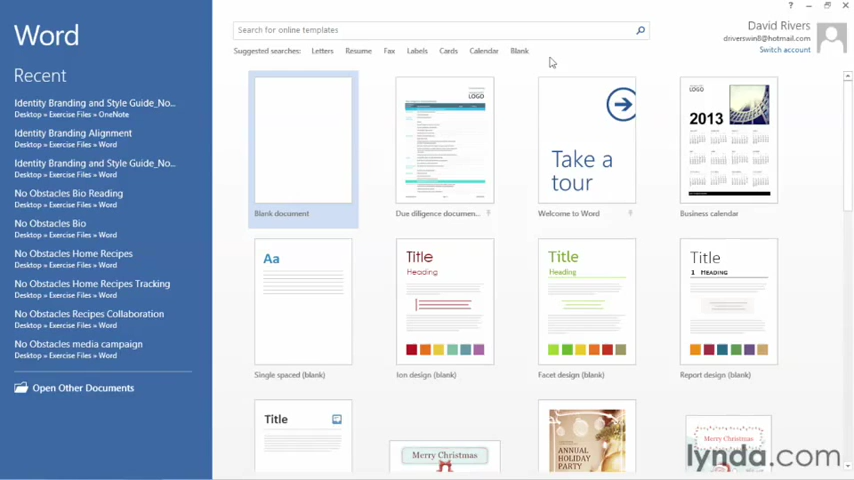 Word
Recent
Identity Branding and Style Guide_No...
Desktop » Exercise Files » OneNote
Identity Branding Alignment
Desktop » Exercise Files » Word
Identity Branding and Style Guide_No...
Desktop » Exercise Files » Word
No Obstacles Bio Reading
Desktop » Exercise Files » Word
No Obstacles Bio
Desktop » Exercise Files » Word
No Obstacles Home Recipes
Desktop » Exercise Files » Word
No Obstacles Home Recipes Tracking
Desktop » Exercise Files » Word
No Obstacles Recipes Collaboration
Desktop » Exercise Files » Word
No Obstacles media campaign
Desktop » Exercise Files » Word
Open Other Documents
Search for online templates
Suggested searches: Letters Resume Fax Labels Cards Calendar Blank
David Rivers
driverswin8@hotmail.com
Switch account
LOGO
Take a
tour
LOGO
2013
Blank document
Due diligence documen...
Welcome to Word
Business calendar
Aa
Title
Heading
Title
Heading
Title
1 HEADING
Single spaced (blank)
Ion design (blank)
Facet design (blank)
Report design (blank)
Title
Merry Christmas
ANNUAL
HOLIDAY
PARTY
Merry Christmas
lynda.com